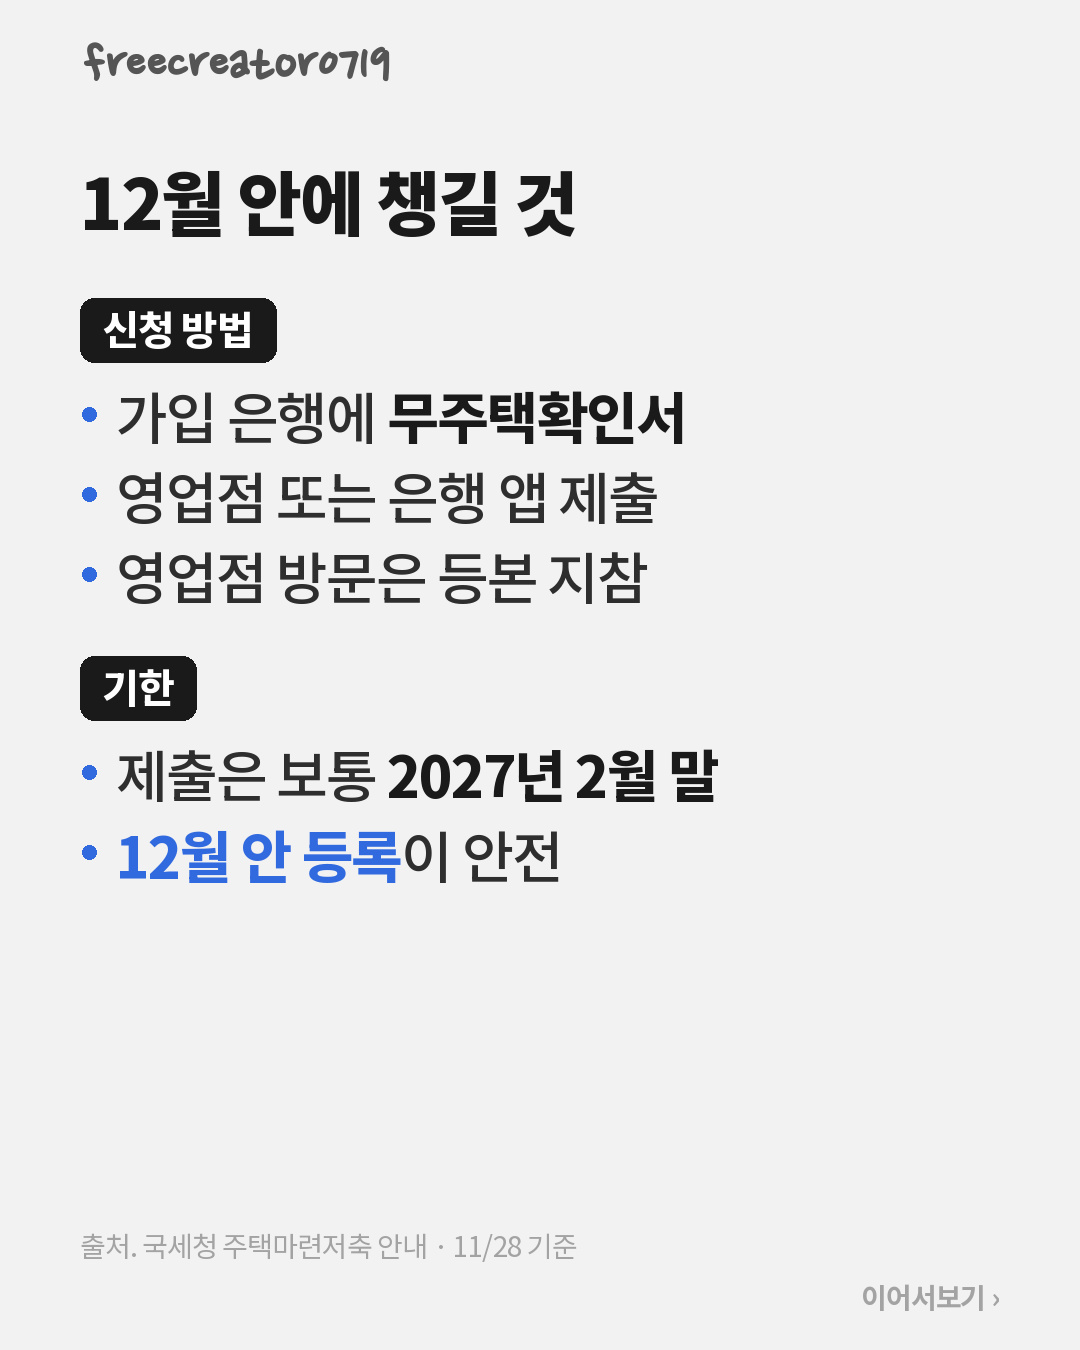 freecreator0719
12월 안에 챙길 것
신청 방법
• 가입 은행에 무주택확인서
• 영업점 또는 은행 앱 제출
• 영업점 방문은 등본 지참
기한
• 제출은 보통 2027년 2월 말
• 12월 안 등록이 안전
출처. 국세청 주택마련저축 안내 · 11/28 기준
이어서보기 ›